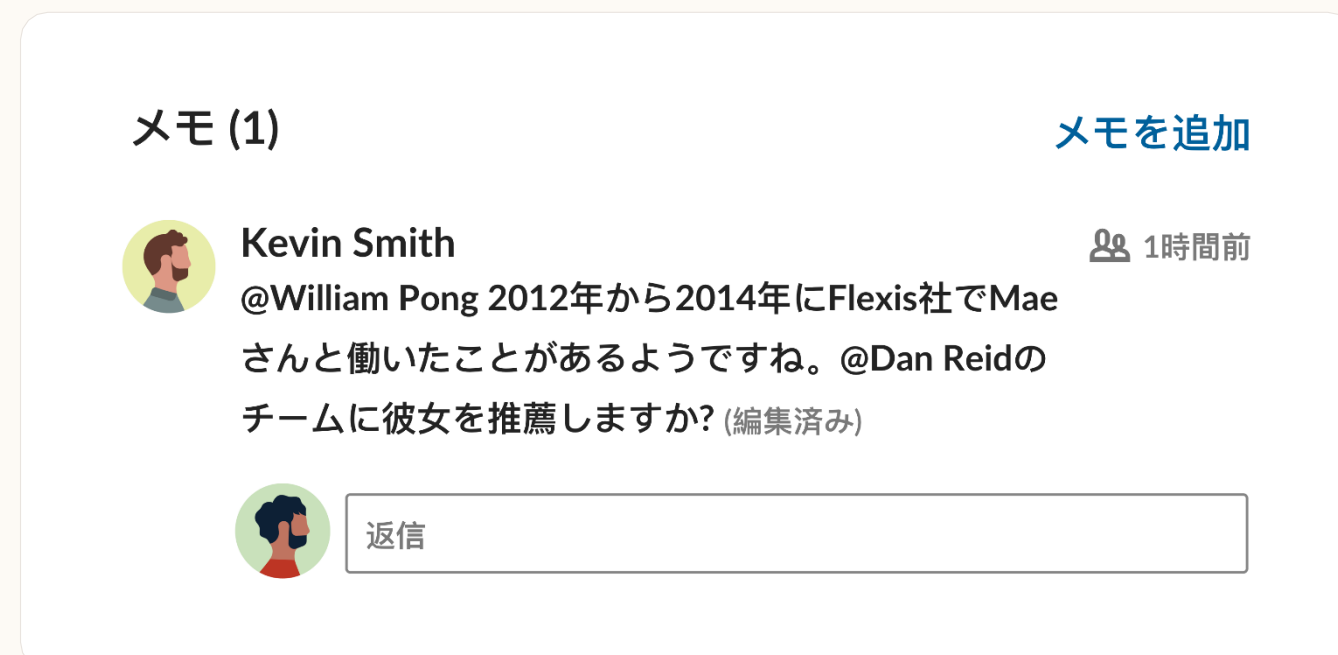 メモ (1)
メモを追加
Kevin Smith
1時間前
@William Pong 2012年から2014年にFlexis社でMae
さんと働いたことがあるようですね。@Dan Reidの
チームに彼女を推薦しますか? (編集済み)
返信